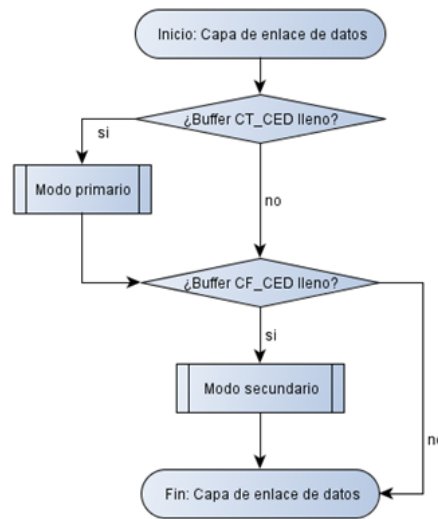 Inicio: Capa de enlace de datos
¿Buffer CT_CED lleno?
si
Modo primario
no
¿Buffer CF_CED lleno?
si
Modo secundario
no
Fin: Capa de enlace de datos